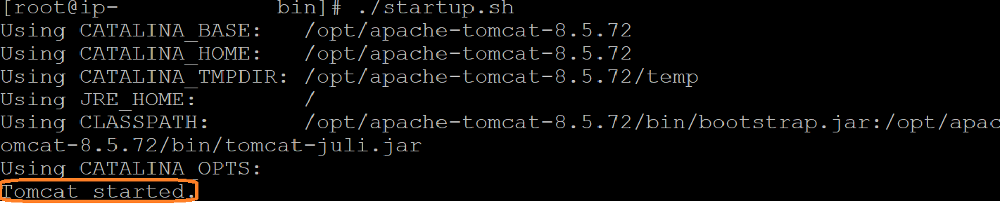 [root@ip- bin]# ./startup.sh
Using CATALINA_BASE: /opt/apache-tomcat-8.5.72
Using CATALINA_HOME: /opt/apache-tomcat-8.5.72
Using CATALINA_TMPDIR: /opt/apache-tomcat-8.5.72/temp
Using JRE_HOME: /
Using CLASSPATH: /opt/apache-tomcat-8.5.72/bin/bootstrap.jar:/opt/apac
omcat-8.5.72/bin/tomcat-juli.jar
Using CATALINA_OPTS:
Tomcat started.